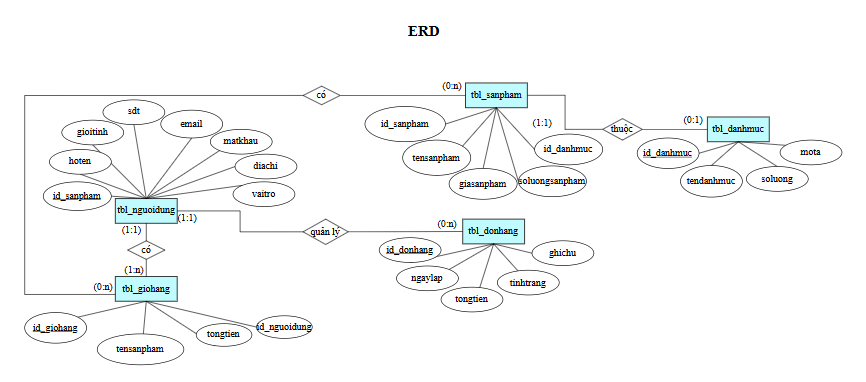 ERD
có
(0:n)
tbl_sanpham
id_sanpham
tensanpham
giasanpham
soluongsanpham
id_danhmuc
(1:1)
thuộc
(0:1)
tbl_danhmuc
id_danhmuc
tendanhmuc
soluong
mota
sdt
gioitinh
email
hoten
matkhau
diachi
id_sanpham
vaitro
tbl_nguoidung
(1:1)
(1:1)
quản lý
(0:n)
tbl_donhang
id_donhang
ngaylap
tongtien
tinhtrang
ghichu
có
(1:n)
(0:n)
tbl_giohang
id_giohang
tensanpham
tongtien
id_nguoidung